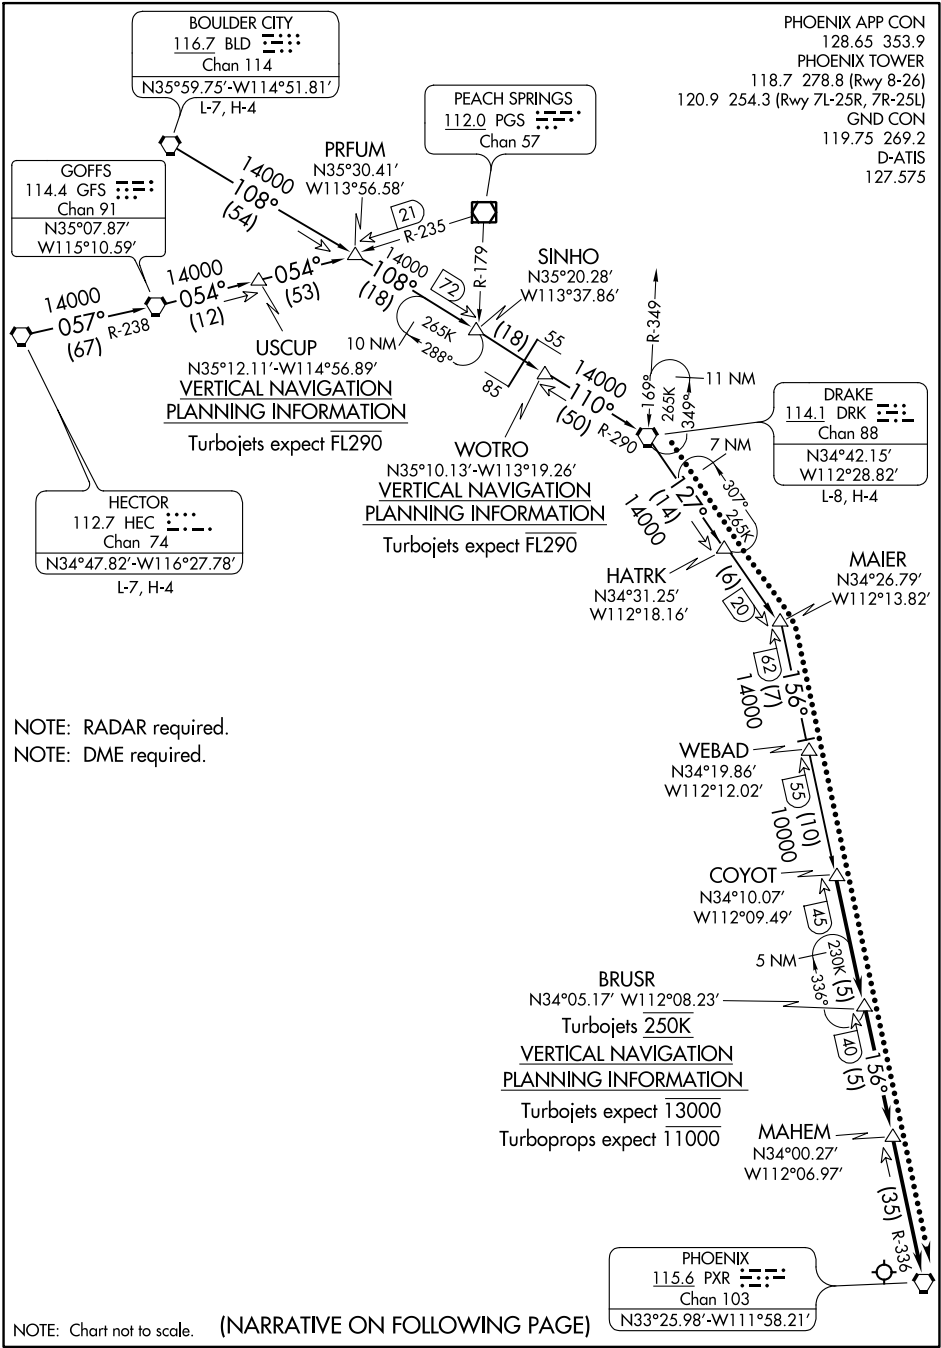 BOULDER CITY
116.7 BLD
Chan 114
N35°59.75′-W114°51.81′
L-7, H-4
PHOENIX APP CON
128.65 353.9
PHOENIX TOWER
118.7 278.8 (Rwy 8-26)
120.9 254.3 (Rwy 7L-25R, 7R-25L)
GND CON
119.75 269.2
D-ATIS
127.575
PEACH SPRINGS
112.0 PGS
Chan 57
GOFFS
114.4 GFS
Chan 91
N35°07.87′
W115°10.59′
PRFUM
N35°30.41′
W113°56.58′
14000
108°
(54)
21
R-235
R-179
14000
057°
(67)
R-238
14000
054°
(12)
054°
(53)
14000
108°
(18)
72
SINHO
N35°20.28′
W113°37.86′
USCUP
N35°12.11′-W114°56.89′
VERTICAL NAVIGATION
PLANNING INFORMATION
Turbojets expect FL290
10 NM
265K
288°
(18)
55
85
14000
110°
(50)
R-290
R-349
169°
265K
349°
11 NM
DRAKE
114.1 DRK
Chan 88
N34°42.15′
W112°28.82′
L-8, H-4
WOTRO
N35°10.13′-W113°19.26′
VERTICAL NAVIGATION
PLANNING INFORMATION
Turbojets expect FL290
7 NM
307°
265K
127°
(14)
14000
HECTOR
112.7 HEC
Chan 74
N34°47.82′-W116°27.78′
L-7, H-4
HATRK
N34°31.25′
W112°18.16′
(6)
20
MAIER
N34°26.79′
W112°13.82′
62
(7)
156°
14000
NOTE: RADAR required.
NOTE: DME required.
WEBAD
N34°19.86′
W112°12.02′
55
(10)
10000
COYOT
N34°10.07′
W112°09.49′
45
5 NM
230K
336°
(5)
BRUSR
N34°05.17′ W112°08.23′
Turbojets 250K
VERTICAL NAVIGATION
PLANNING INFORMATION
Turbojets expect 13000
Turboprops expect 11000
40
(5)
156°
MAHEM
N34°00.27′
W112°06.97′
(35)
R-336
PHOENIX
115.6 PXR
Chan 103
N33°25.98′-W111°58.21′
NOTE: Chart not to scale.
(NARRATIVE ON FOLLOWING PAGE)